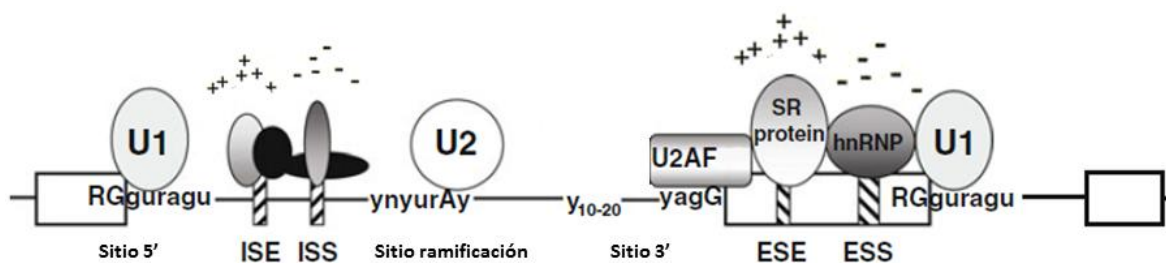 U1
U2
U2AF
SR
protein
hnRNP
U1
RGguragu
ynyurAy
y10-20
yagG
RGguragu
Sitio 5’
ISE
ISS
Sitio ramificación
Sitio 3’
ESE
ESS
+ + + + + +
- - - - - -
+ + + + + +
- - - - - -